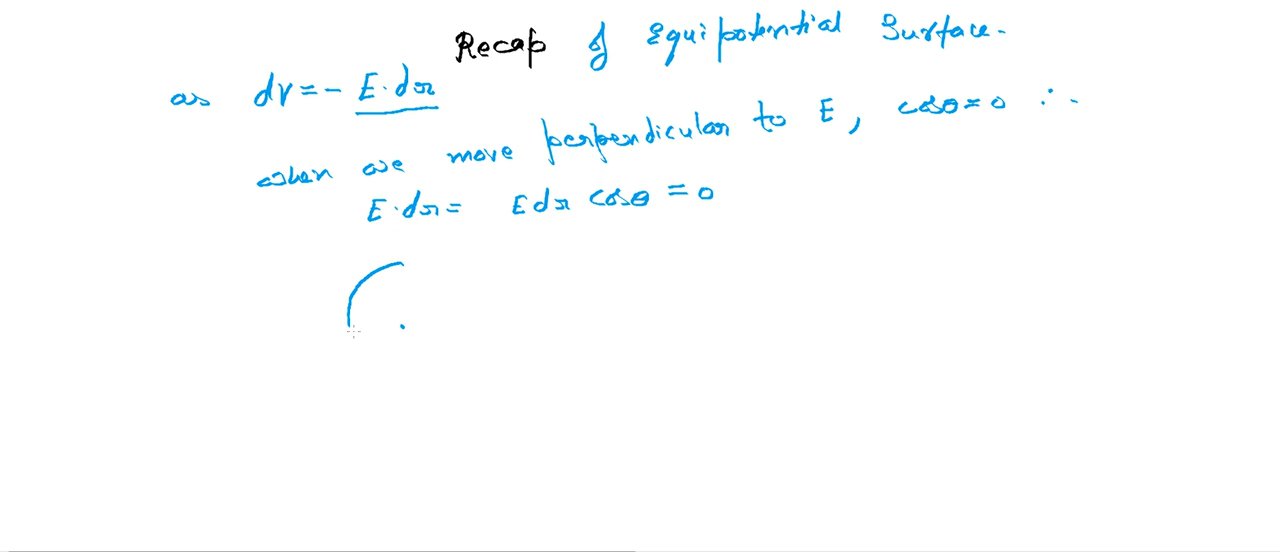 Recap of Equipotential Surface.
as dv = - E.dr
when we move perpendicular to E, cosθ = 0 ∴
E.dr = E dr cosθ = 0